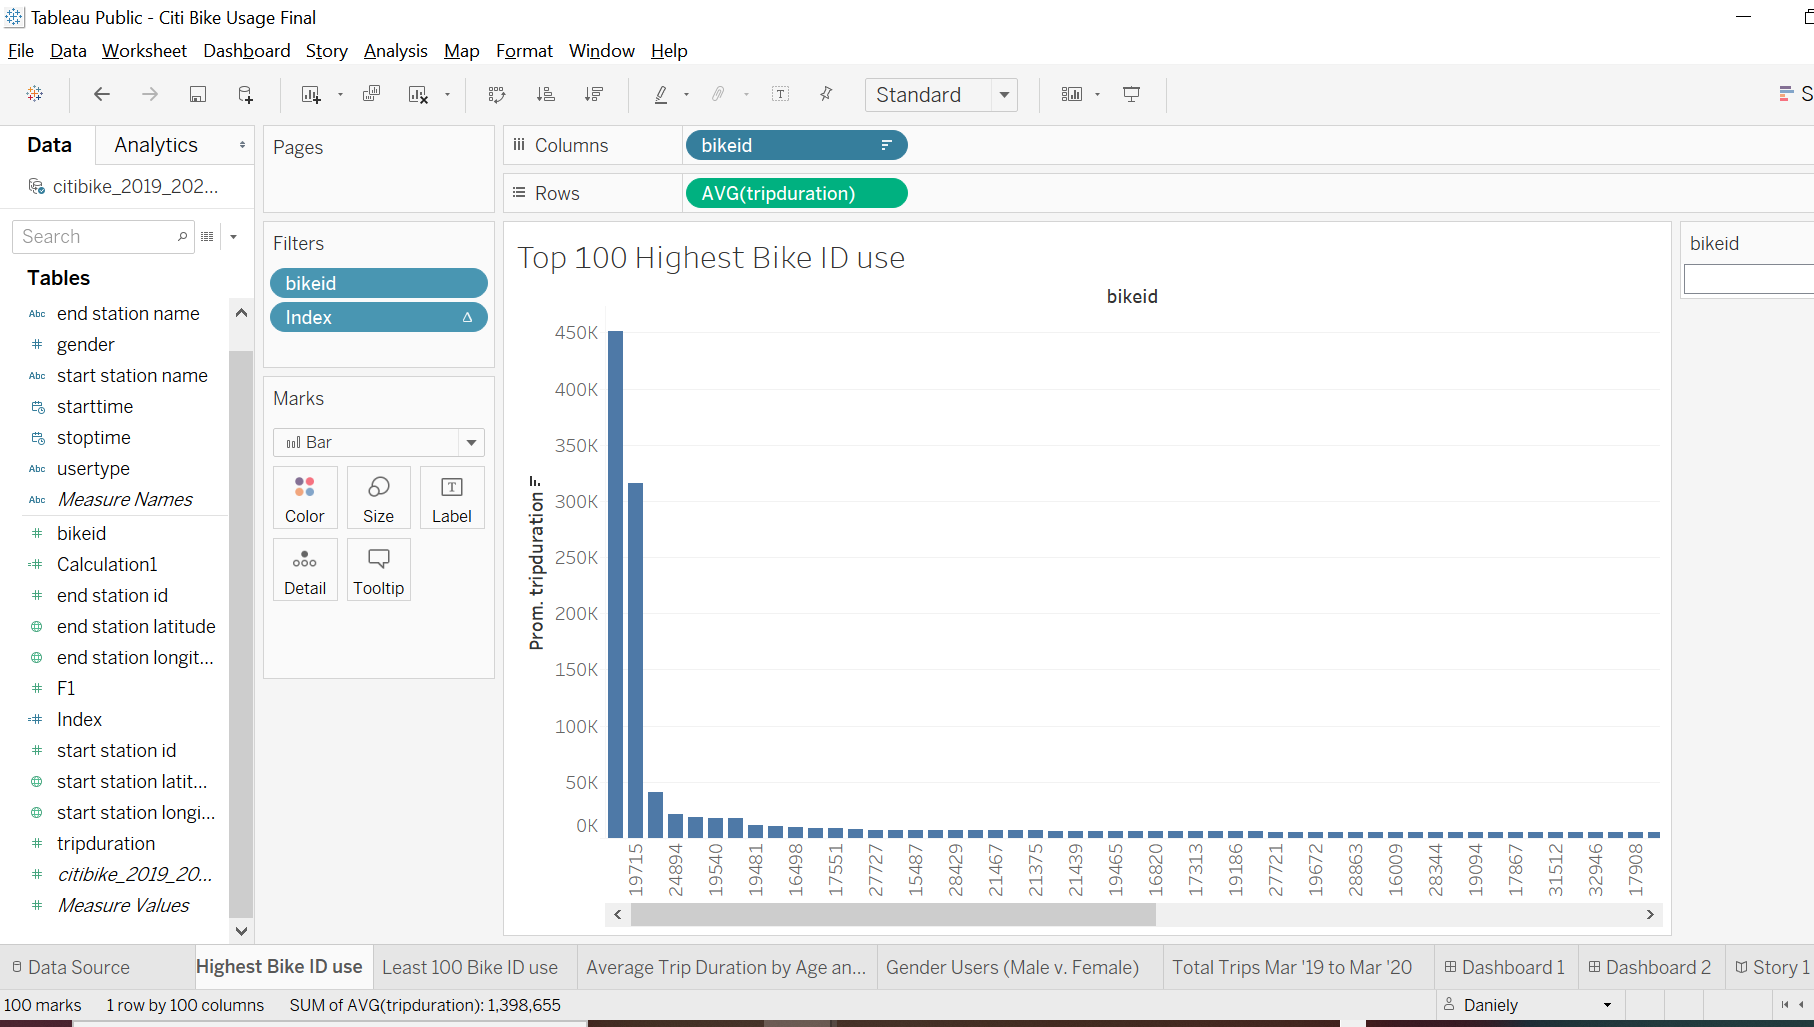 Tableau Public - Citi Bike Usage Final
File Data Worksheet Dashboard Story Analysis Map Format Window Help
Standard
S
Data Analytics
citibike_2019_202...
Search
Tables
Abc end station name
# gender
Abc start station name
starttime
stoptime
Abc usertype
Abc Measure Names
# bikeid
=# Calculation1
# end station id
end station latitude
end station longit...
# F1
=# Index
# start station id
start station latit...
start station longi...
# tripduration
# citibike_2019_20...
# Measure Values
Pages
Filters
bikeid
Index Δ
Marks
Bar
Color Size Label
Detail Tooltip
Columns bikeid
Rows AVG(tripduration)
Top 100 Highest Bike ID use
bikeid
Prom. tripduration
450K
400K
350K
300K
250K
200K
150K
100K
50K
0K
19715 24894 19540 19481 16498 17551 27727 15487 28429 21467 21375 21439 19465 16820 17313 19186 27721 19672 28863 16009 28344 19094 17867 31512 32946 17908
bikeid
Data Source Highest Bike ID use Least 100 Bike ID use Average Trip Duration by Age an... Gender Users (Male v. Female) Total Trips Mar '19 to Mar '20 Dashboard 1 Dashboard 2 Story 1
100 marks 1 row by 100 columns SUM of AVG(tripduration): 1,398,655 Daniely